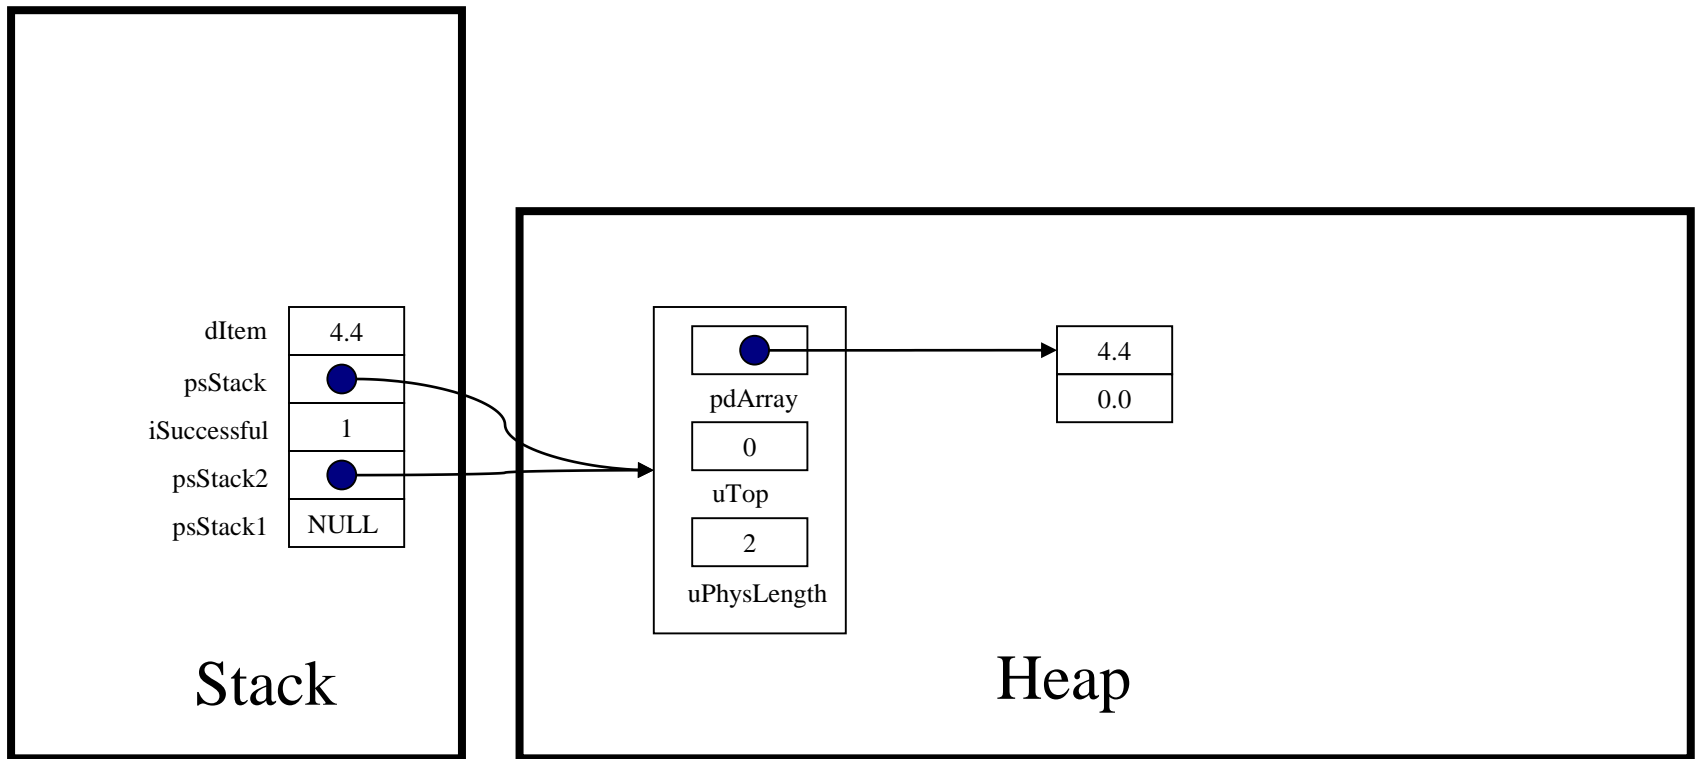 dItem 4.4
psStack
iSuccessful 1
psStack2
psStack1 NULL
Stack
pdArray
0
uTop
2
uPhysLength
4.4
0.0
Heap